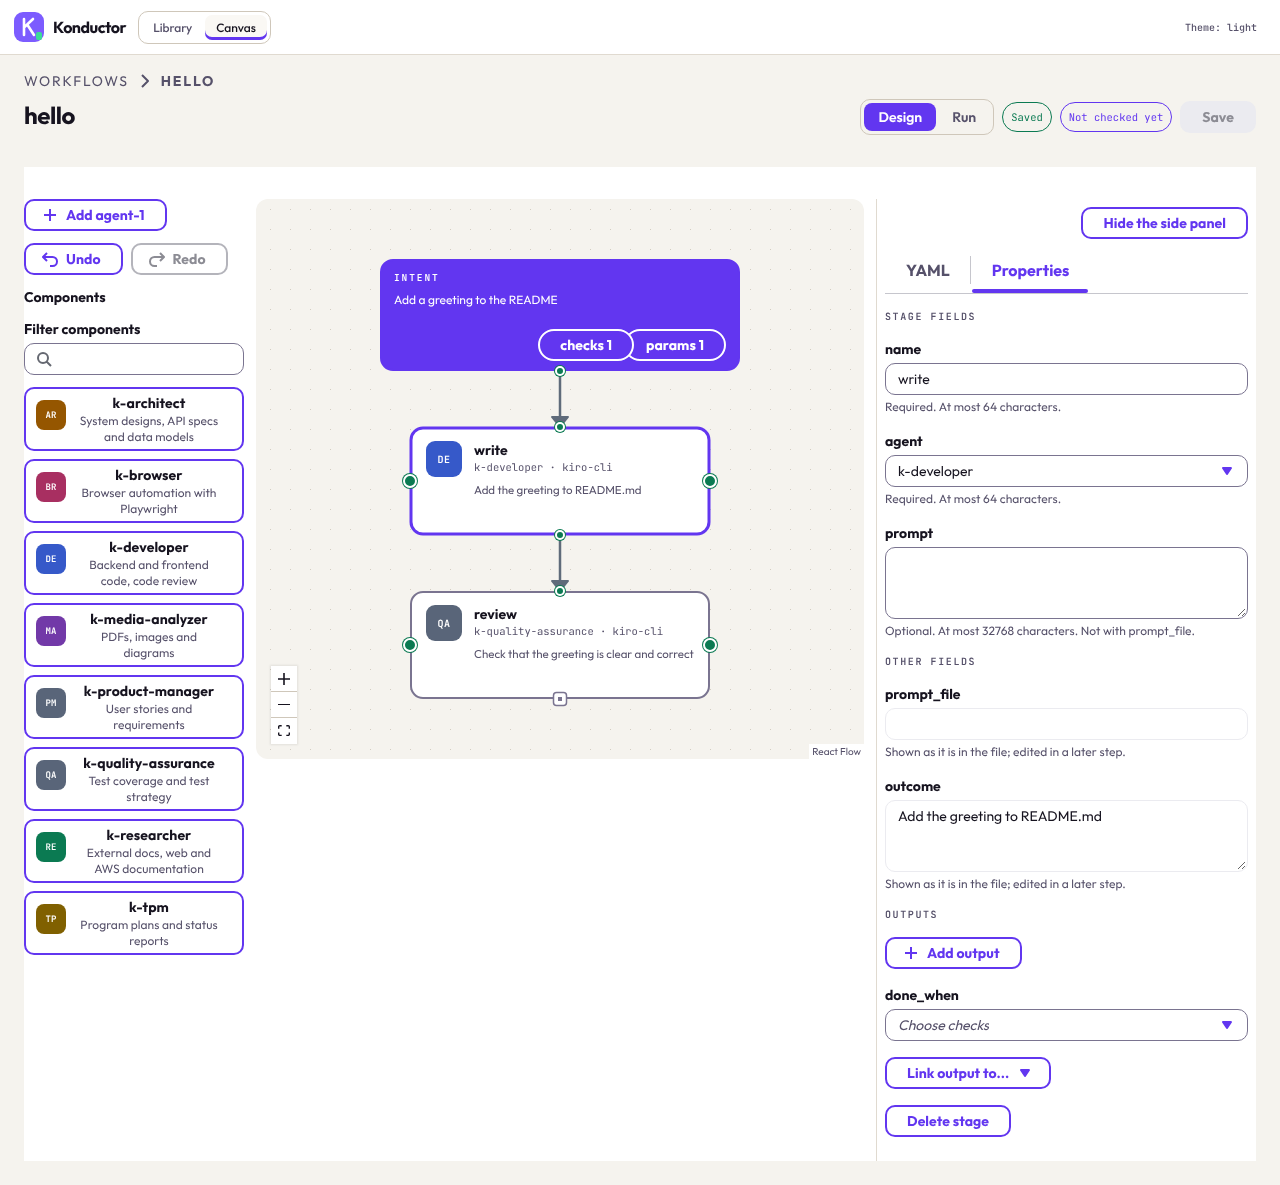 Konductor
Library
Canvas
Theme: light
WORKFLOWS > HELLO
hello
Design
Run
Saved
Not checked yet
Save
Add agent-1
Undo
Redo
Components
Filter components
AR
k-architect
System designs, API specs
and data models
BR
k-browser
Browser automation with
Playwright
DE
k-developer
Backend and frontend
code, code review
MA
k-media-analyzer
PDFs, images and
diagrams
PM
k-product-manager
User stories and
requirements
QA
k-quality-assurance
Test coverage and test
strategy
RE
k-researcher
External docs, web and
AWS documentation
TP
k-tpm
Program plans and status
reports
INTENT
Add a greeting to the README
checks 1
params 1
DE
write
k-developer · kiro-cli
Add the greeting to README.md
QA
review
k-quality-assurance · kiro-cli
Check that the greeting is clear and correct
React Flow
Hide the side panel
YAML
Properties
STAGE FIELDS
name
write
Required. At most 64 characters.
agent
k-developer
Required. At most 64 characters.
prompt
Optional. At most 32768 characters. Not with prompt_file.
OTHER FIELDS
prompt_file
Shown as it is in the file; edited in a later step.
outcome
Add the greeting to README.md
Shown as it is in the file; edited in a later step.
OUTPUTS
Add output
done_when
Choose checks
Link output to...
Delete stage